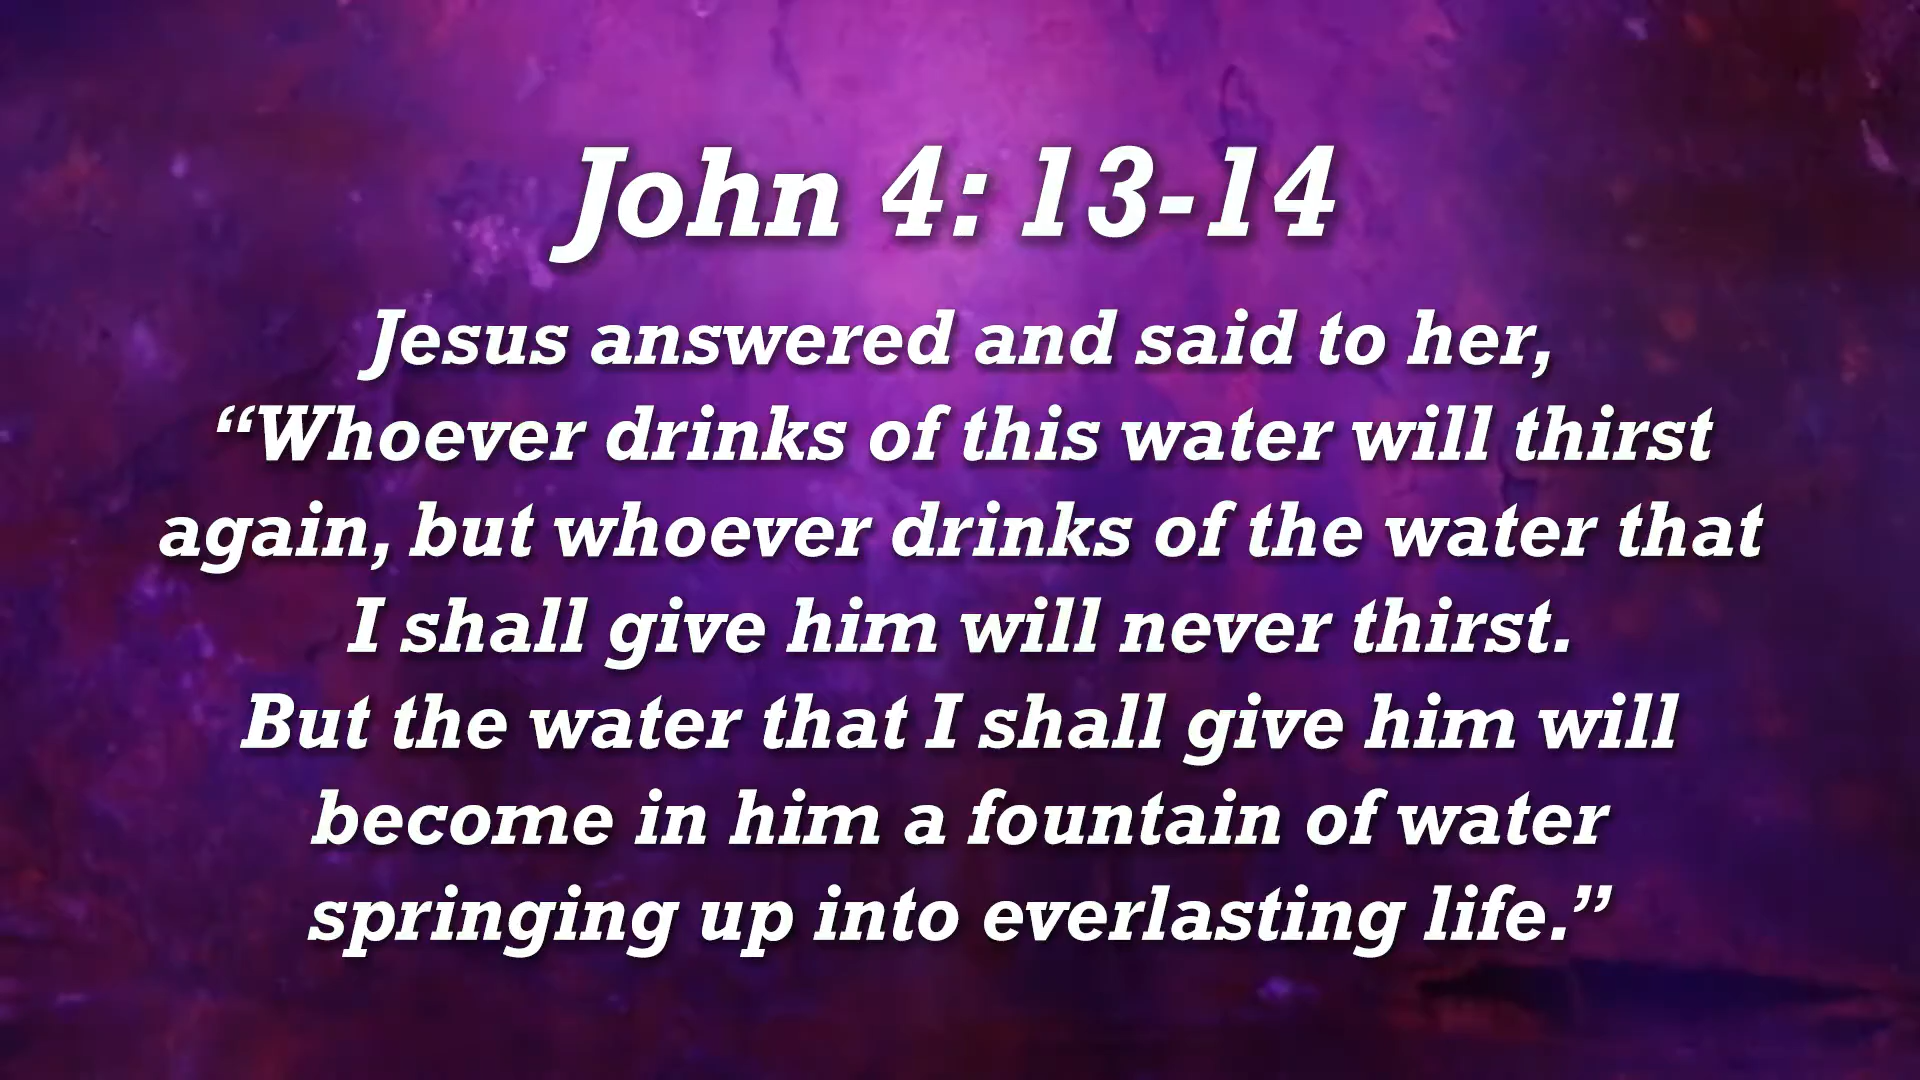 John 4: 13-14
Jesus answered and said to her,
“Whoever drinks of this water will thirst
again, but whoever drinks of the water that
I shall give him will never thirst.
But the water that I shall give him will
become in him a fountain of water
springing up into everlasting life.”